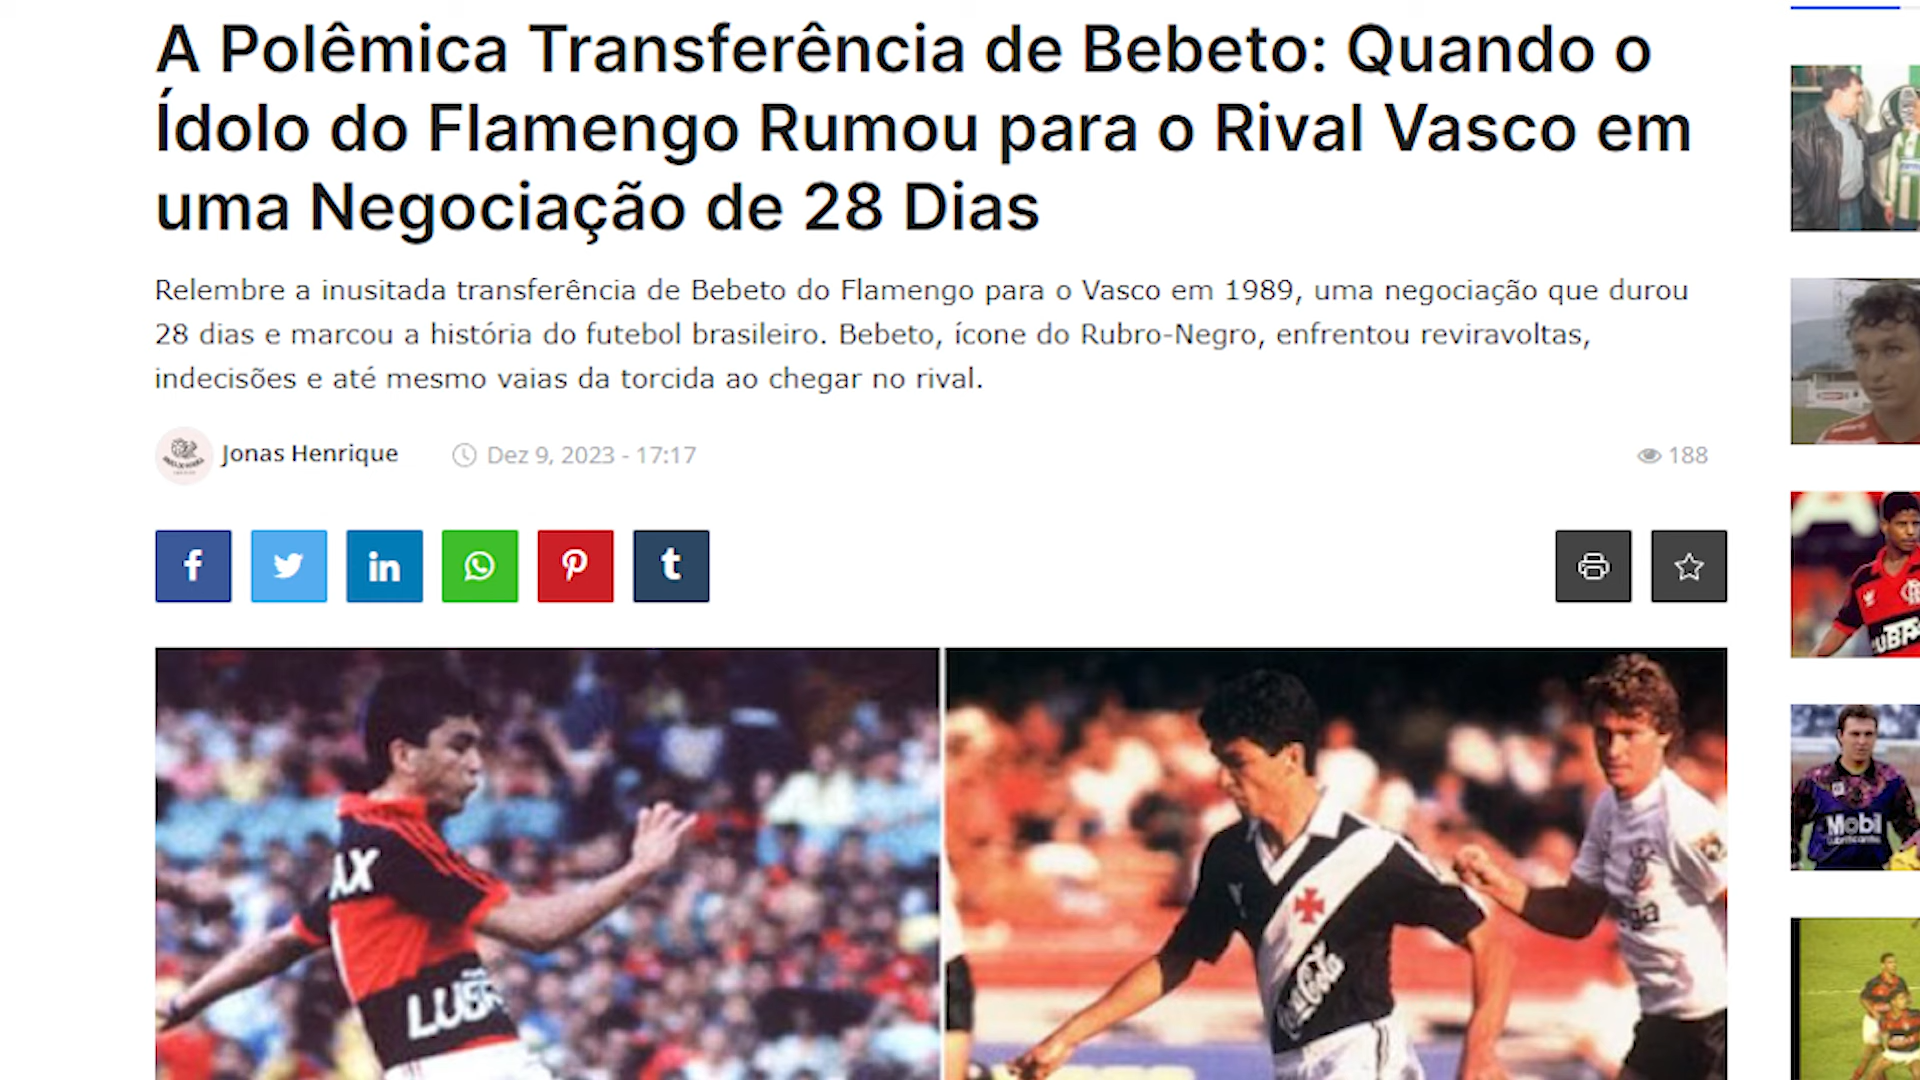 A Polêmica Transferência de Bebeto: Quando o
Ídolo do Flamengo Rumou para o Rival Vasco em
uma Negociação de 28 Dias
Relembre a inusitada transferência de Bebeto do Flamengo para o Vasco em 1989, uma negociação que durou
28 dias e marcou a história do futebol brasileiro. Bebeto, ícone do Rubro-Negro, enfrentou reviravoltas,
indecisões e até mesmo vaias da torcida ao chegar no rival.
Jonas Henrique
Dez 9, 2023 - 17:17
188
Coca-Cola
Mobil